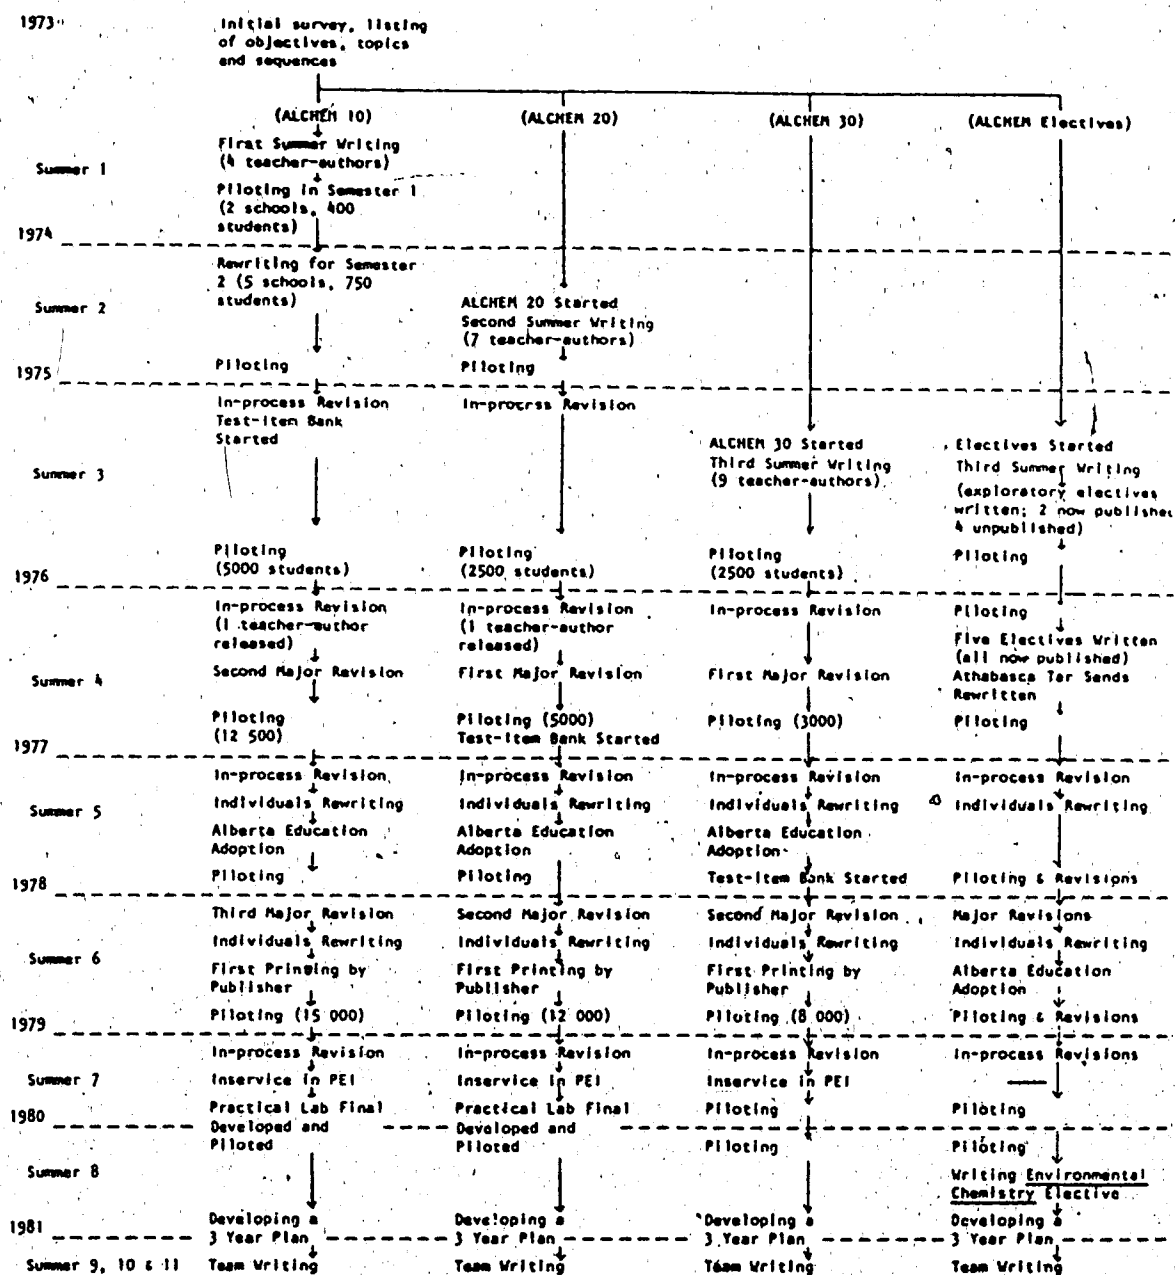 1973
Initial survey, listing
of objectives, topics
and sequences
(ALCHEM 10)
(ALCHEM 20)
(ALCHEM 30)
(ALCHEM Electives)
First Summer Writing
(4 teacher-authors)
Summer 1
Piloting in Semester 1
(2 schools, 400
students)
1974
Rewriting for Semester
2 (5 schools, 750
students)
Summer 2
ALCHEM 20 Started
Second Summer Writing
(7 teacher-authors)
Piloting
Piloting
1975
In-process Revision
Test-item Bank
Started
In-process Revision
Summer 3
ALCHEM 30 Started
Third Summer Writing
(9 teacher-authors)
Electives Started
Third Summer Writing
(exploratory electives
written; 2 now published
4 unpublished)
Piloting
(5000 students)
Piloting
(2500 students)
Piloting
(2500 students)
Piloting
1976
In-process Revision
(1 teacher-author
released)
In-process Revision
(1 teacher-author
released)
In-process Revision
Piloting
Five Electives Written
(all now published)
Athabasca Tar Sands
Rewritten
Summer 4
Second Major Revision
First Major Revision
First Major Revision
Piloting
(12 500)
Piloting (5000)
Test-Item Bank Started
Piloting (3000)
Piloting
1977
In-process Revision
In-process Revision
In-process Revision
In-process Revision
Summer 5
Individuals Rewriting
Individuals Rewriting
Individuals Rewriting
Individuals Rewriting
Alberta Education
Adoption
Alberta Education
Adoption
Alberta Education
Adoption
Piloting
Piloting
Test-Item Bank Started
Piloting & Revisions
1978
Third Major Revision
Second Major Revision
Second Major Revision
Major Revisions
Individuals Rewriting
Individuals Rewriting
Individuals Rewriting
Individuals Rewriting
Summer 6
First Printing by
Publisher
First Printing by
Publisher
First Printing by
Publisher
Alberta Education
Adoption
Piloting (15 000)
Piloting (12 000)
Piloting (8 000)
Piloting & Revisions
1979
In-process Revision
In-process Revision
In-process Revision
In-process Revisions
Summer 7
Inservice in PEI
Inservice in PEI
Inservice in PEI
Practical Lab Final
Developed and
Piloted
Practical Lab Final
Developed and
Piloted
Piloting
Piloting
1980
Piloting
Piloting
Summer 8
Writing Environmental
Chemistry Elective
1981
Developing a
3 Year Plan
Developing a
3 Year Plan
Developing a
3 Year Plan
Developing a
3 Year Plan
Summer 9, 10 & 11
Team Writing
Team Writing
Team Writing
Team Writing